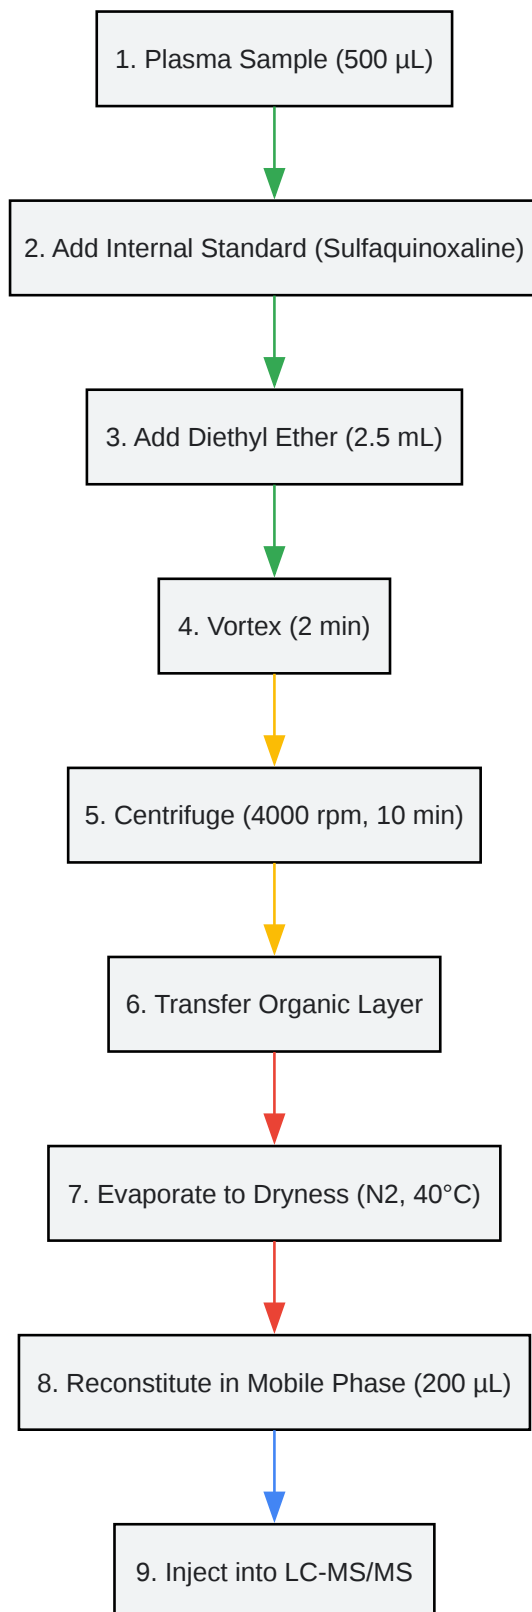 1. Plasma Sample (500 µL)
2. Add Internal Standard (Sulfaquinoxaline)
3. Add Diethyl Ether (2.5 mL)
4. Vortex (2 min)
5. Centrifuge (4000 rpm, 10 min)
6. Transfer Organic Layer
7. Evaporate to Dryness (N2, 40°C)
8. Reconstitute in Mobile Phase (200 µL)
9. Inject into LC-MS/MS